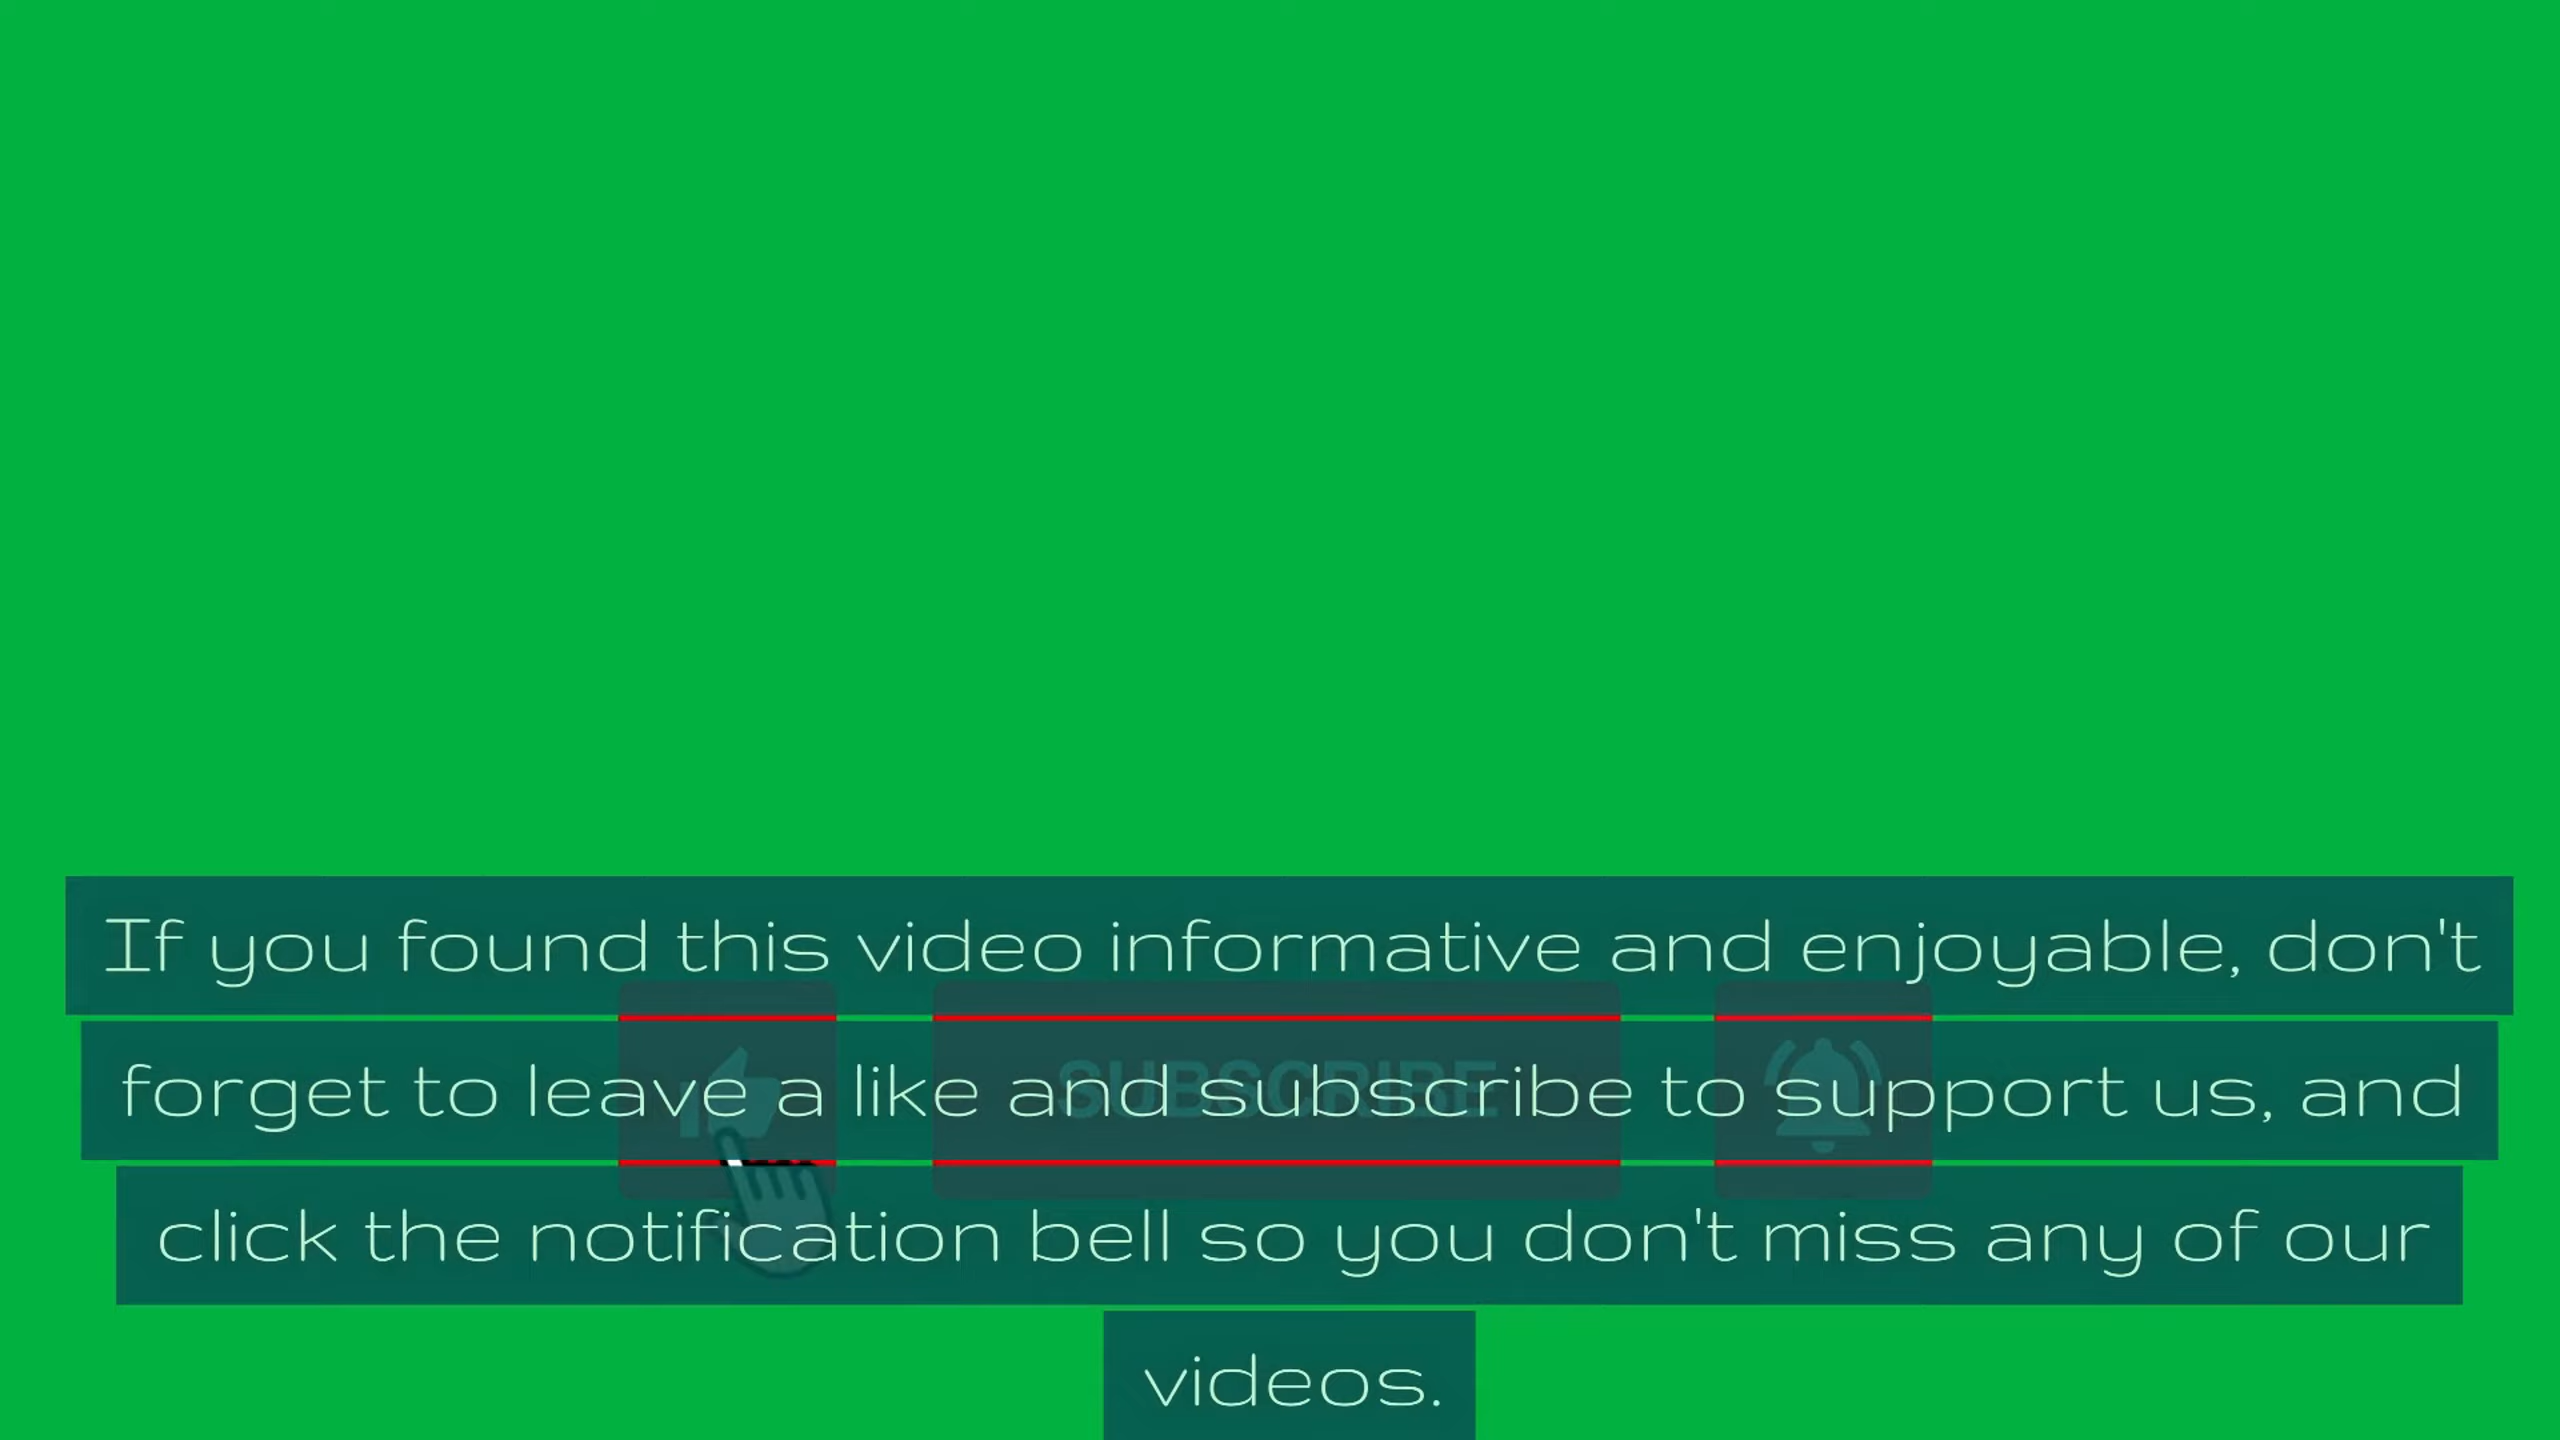 If you found this video informative and enjoyable, don't
forget to leave a like and subscribe to support us, and
SUBSCRIBE
click the notification bell so you don't miss any of our
videos.